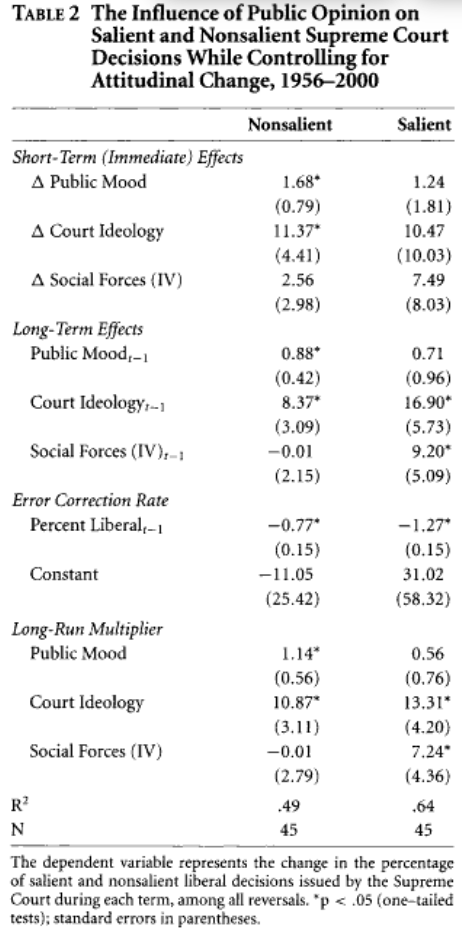 TABLE 2 The Influence of Public Opinion on
Salient and Nonsalient Supreme Court
Decisions While Controlling for
Attitudinal Change, 1956–2000
Nonsalient Salient
Short-Term (Immediate) Effects
Δ Public Mood 1.68* 1.24
(0.79) (1.81)
Δ Court Ideology 11.37* 10.47
(4.41) (10.03)
Δ Social Forces (IV) 2.56 7.49
(2.98) (8.03)
Long-Term Effects
Public Mood t−1 0.88* 0.71
(0.42) (0.96)
Court Ideology t−1 8.37* 16.90*
(3.09) (5.73)
Social Forces (IV) t−1 −0.01 9.20*
(2.15) (5.09)
Error Correction Rate
Percent Liberal t−1 −0.77* −1.27*
(0.15) (0.15)
Constant −11.05 31.02
(25.42) (58.32)
Long-Run Multiplier
Public Mood 1.14* 0.56
(0.56) (0.76)
Court Ideology 10.87* 13.31*
(3.11) (4.20)
Social Forces (IV) −0.01 7.24*
(2.79) (4.36)
R² .49 .64
N 45 45
The dependent variable represents the change in the percentage
of salient and nonsalient liberal decisions issued by the Supreme
Court during each term, among all reversals. *p < .05 (one–tailed
tests); standard errors in parentheses.